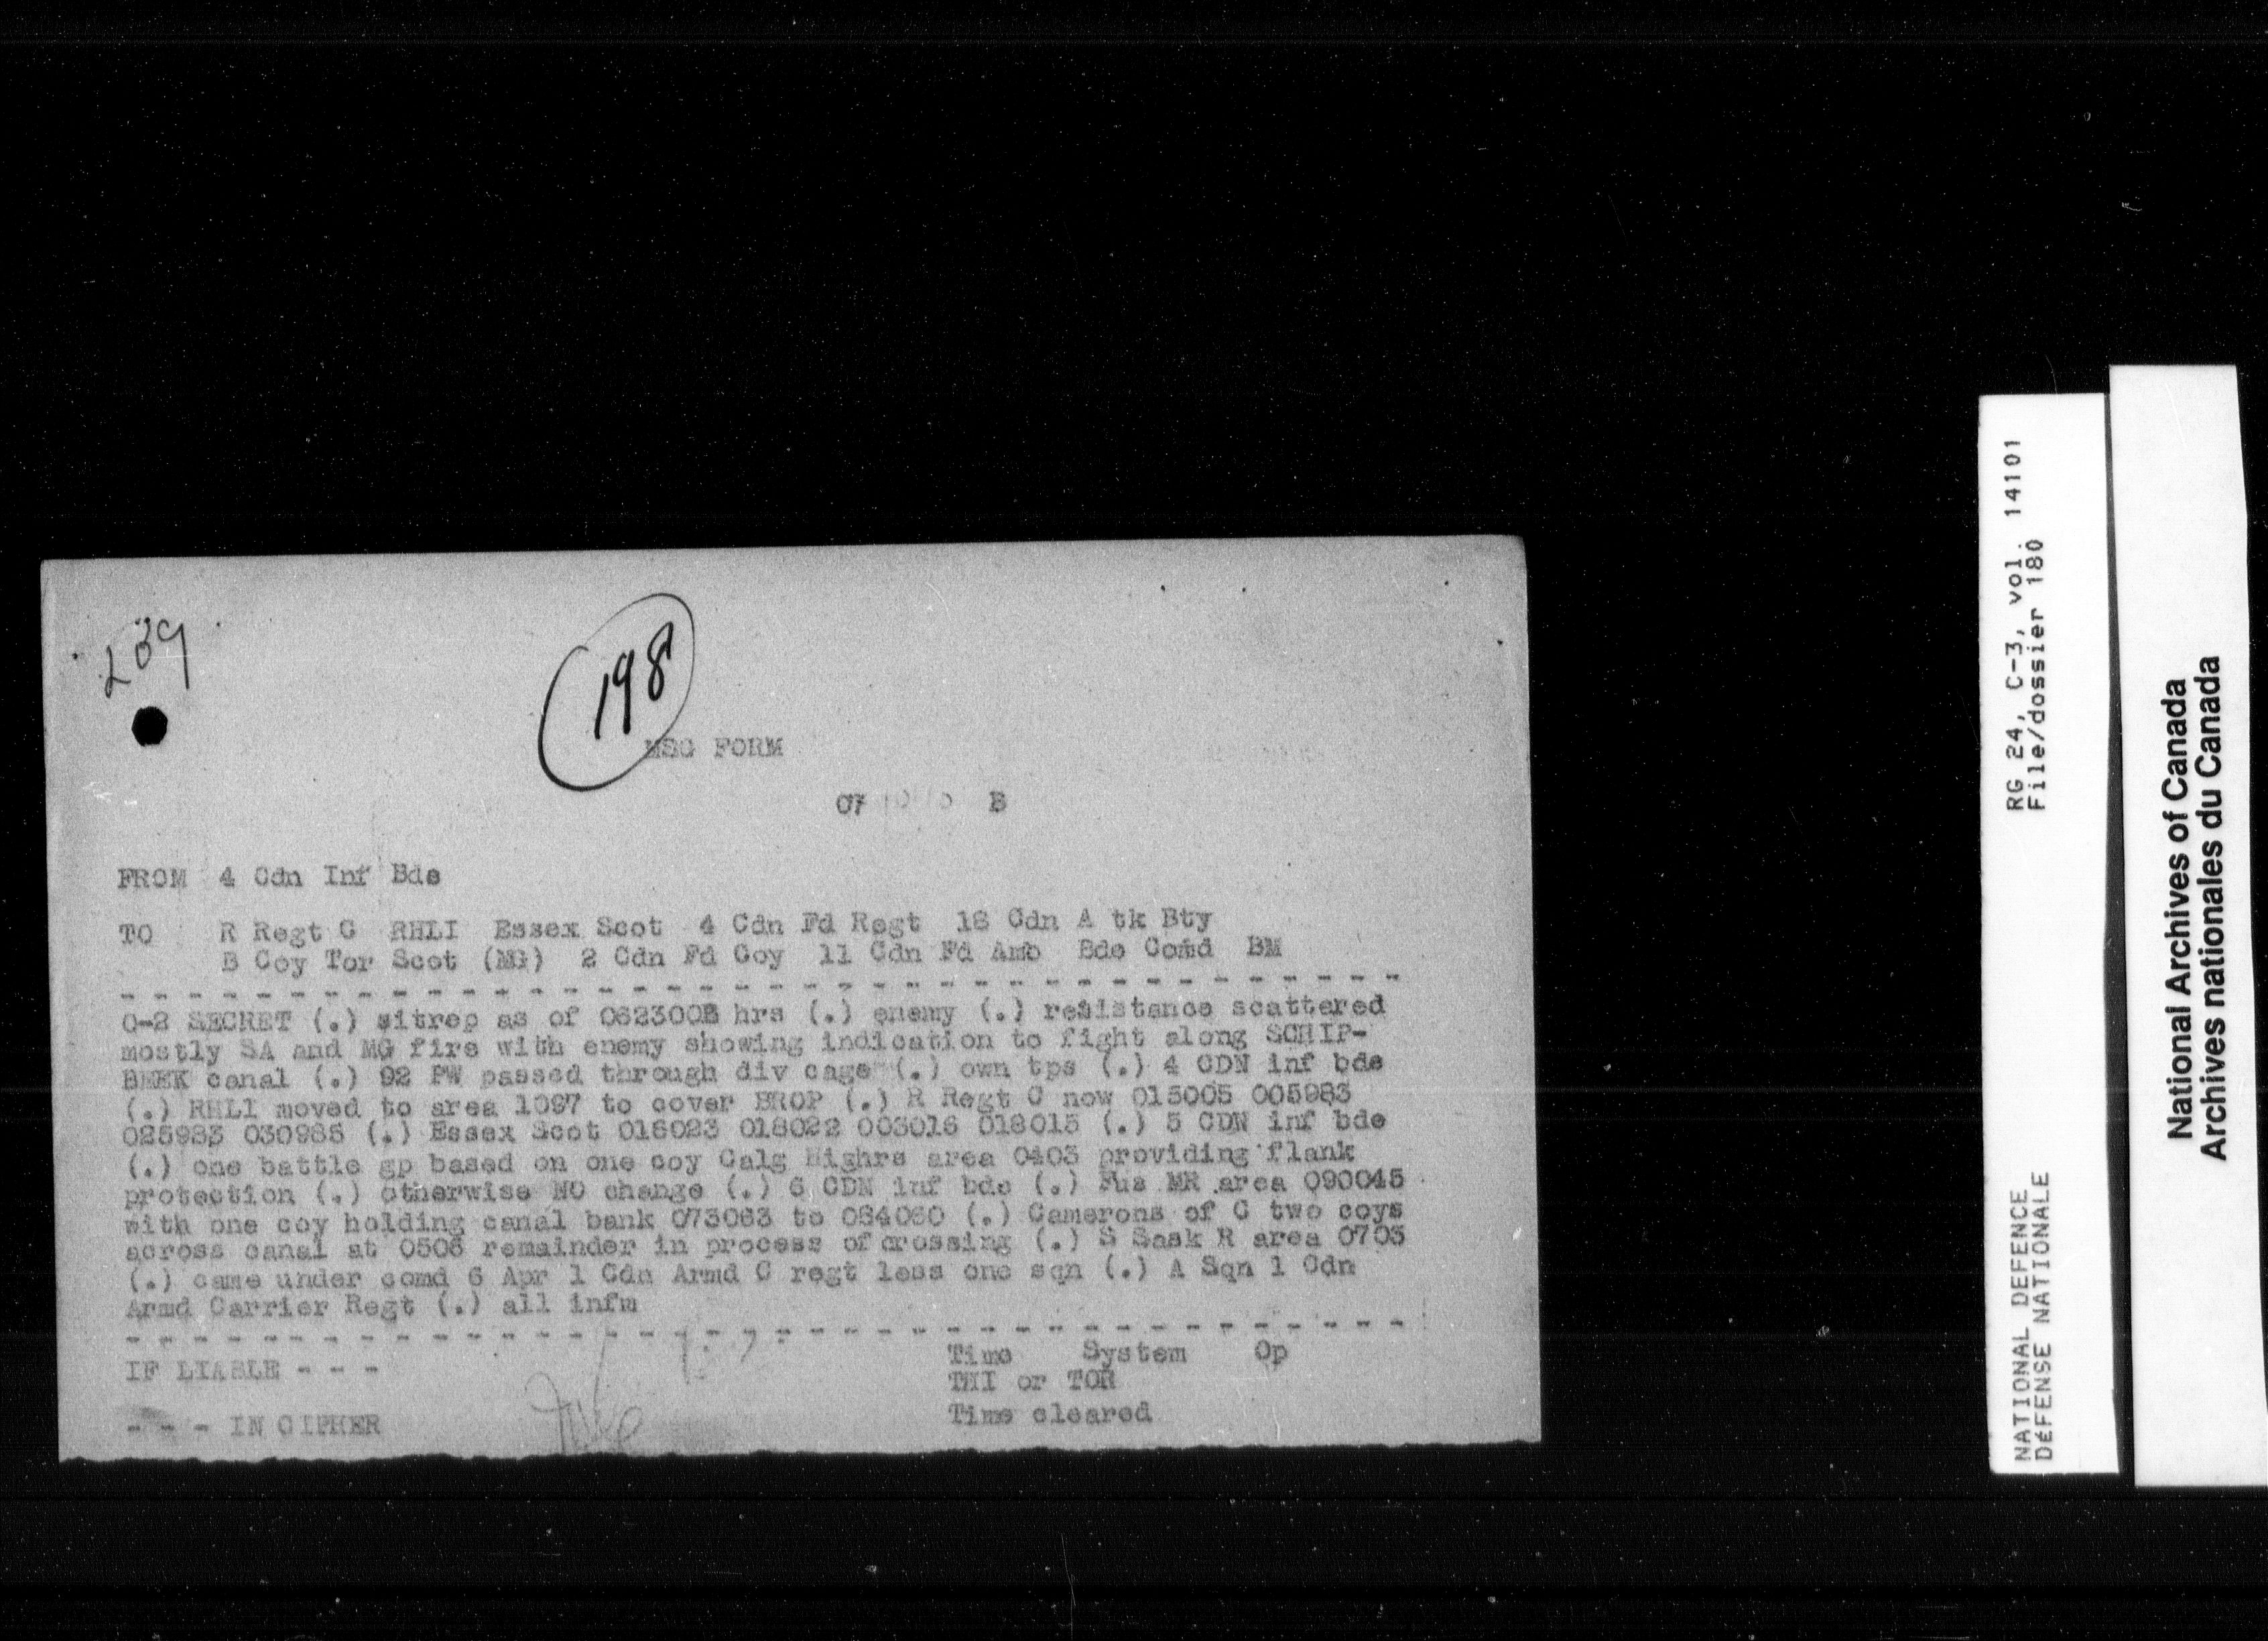 239
198
MSG FORM
07 B
FROM 4 Cdn Inf Bde
TO R Regt C RHLI Essex Scot 4 Cdn Fd Regt 18 Cdn A tk Bty
B Coy Tor Scot (MG) 2 Cdn Fd Coy 11 Cdn Fd Amb Bde Comd BM
O-2 SECRET (.) sitrep as of 062300B hrs (.) enemy (.) resistance scattered
mostly SA and MG fire with enemy showing indication to fight along SCHIP-
BEEK canal (.) 92 PW passed through div cage (.) own tps (.) 4 CDN inf bde
(.) RHLI moved to area 1097 to cover BROP (.) R Regt C now 015005 005983
025983 030985 (.) Essex Scot 016023 018022 003016 018015 (.) 5 CDN inf bde
(.) one battle gp based on one coy Calg Highrs area 0403 providing flank
protection (.) otherwise NO change (.) 6 CDN inf bde (.) Fus MR area 090045
with one coy holding canal bank 073063 to 084060 (.) Camerons of C two coys
across canal at 0506 remainder in process of crossing (.) S Sask R area 0703
(.) came under comd 6 Apr 1 Cdn Armd C regt less one sqn (.) A Sqn 1 Cdn
Armd Carrier Regt (.) all infm
IF LIABLE - - -
Time System Op
THI or TOR
- - - IN CIPHER
Time cleared
RG 24, C-3, vol. 14101
File/dossier 180
NATIONAL DEFENCE
DÉFENSE NATIONALE
National Archives of Canada
Archives nationales du Canada